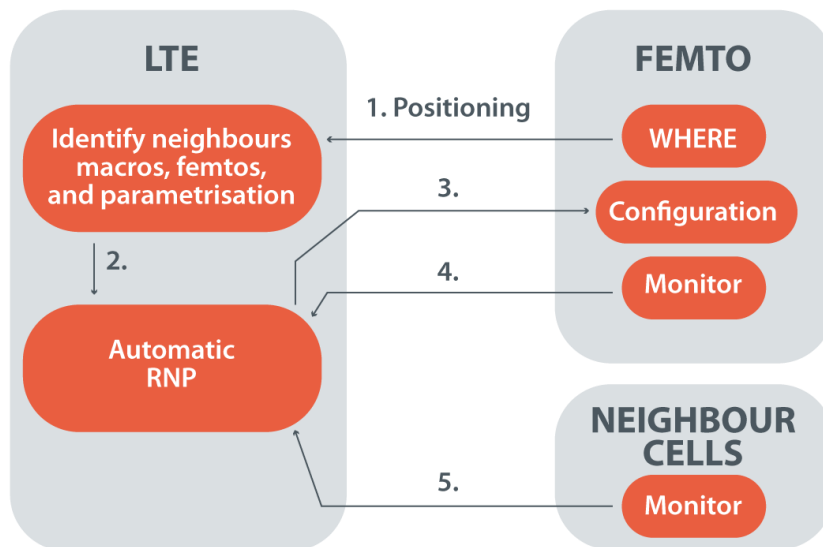 LTE
Identify neighbours
macros, femtos,
and parametrisation
2.
Automatic
RNP
1. Positioning
3.
4.
5.
FEMTO
WHERE
Configuration
Monitor
NEIGHBOUR
CELLS
Monitor